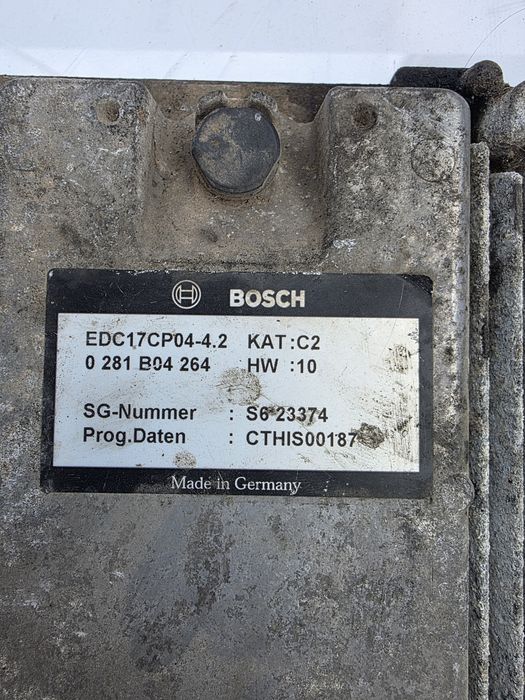 BOSCH
EDC17CP04-4.2 KAT:C2
0 281 B04 264 HW :10
SG-Nummer : S6 23374
Prog.Daten : CTHIS00187
Made in Germany